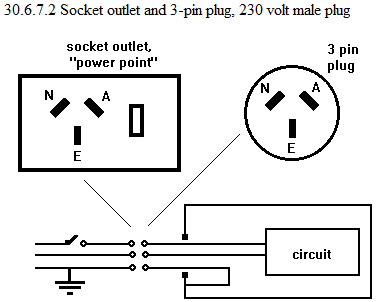 30.6.7.2 Socket outlet and 3-pin plug, 230 volt male plug
socket outlet,
"power point"
3 pin
plug
N A
E
N A
E
circuit